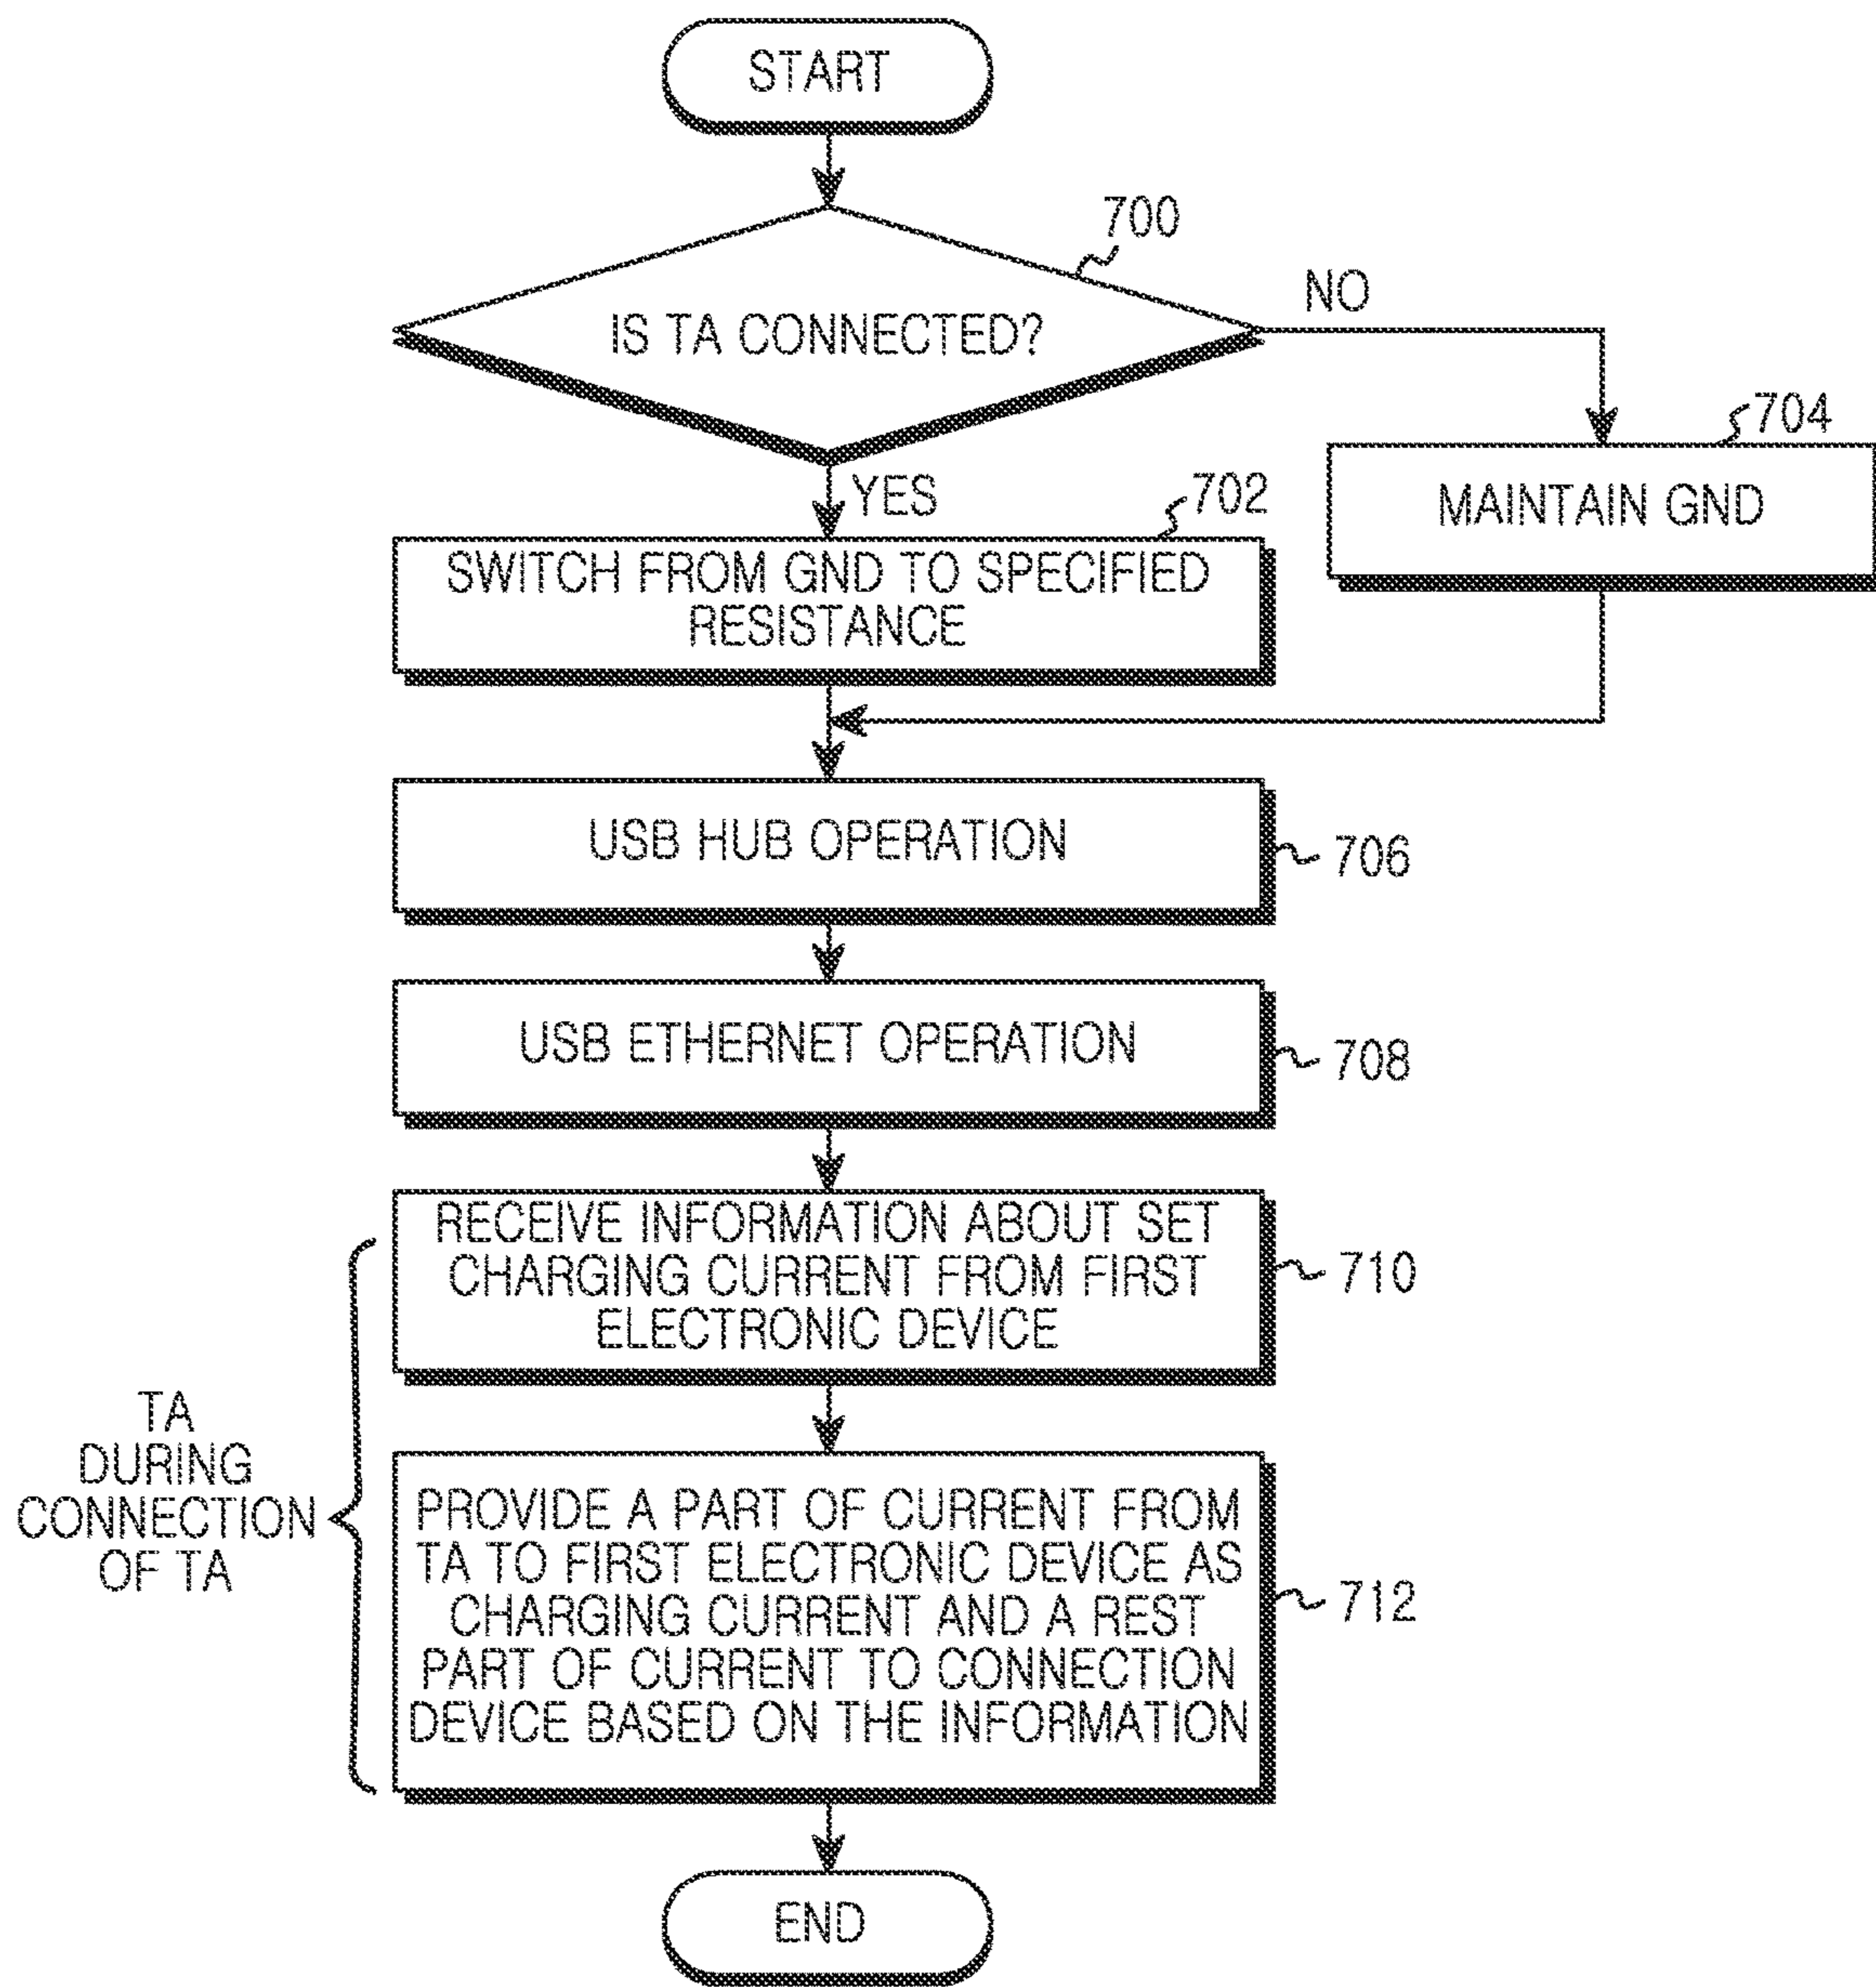 START
700
IS TA CONNECTED?
NO
704
MAINTAIN GND
YES
702
SWITCH FROM GND TO SPECIFIED
RESISTANCE
USB HUB OPERATION
706
USB ETHERNET OPERATION
708
RECEIVE INFORMATION ABOUT SET
CHARGING CURRENT FROM FIRST
ELECTRONIC DEVICE
710
TA
DURING
CONNECTION
OF TA
PROVIDE A PART OF CURRENT FROM
TA TO FIRST ELECTRONIC DEVICE AS
CHARGING CURRENT AND A REST
PART OF CURRENT TO CONNECTION
DEVICE BASED ON THE INFORMATION
712
END